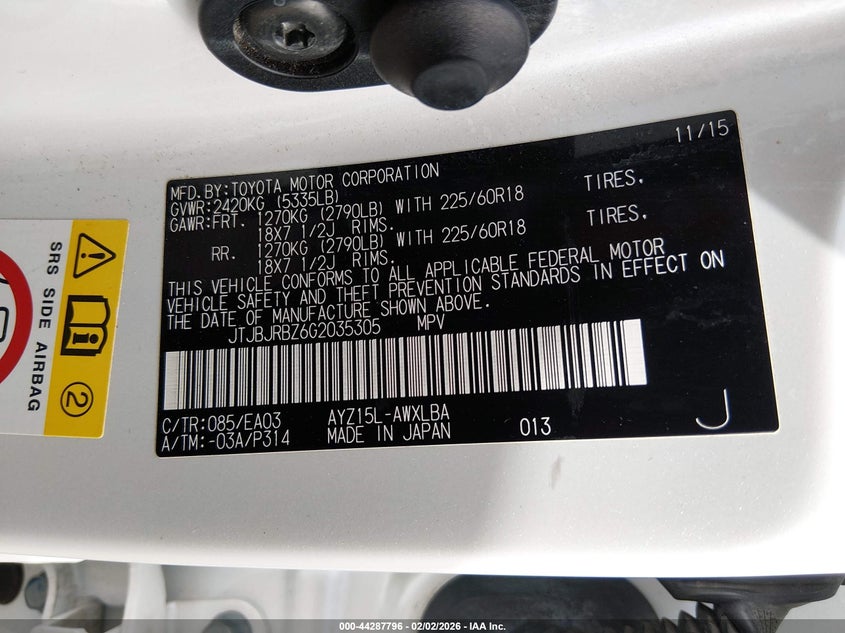 11/15
MFD.BY:TOYOTA MOTOR CORPORATION
GVWR:2420KG (5335LB)
GAWR:FRT. 1270KG (2790LB) WITH 225/60R18 TIRES.
18X7 1/2J RIMS.
RR. 1270KG (2790LB) WITH 225/60R18 TIRES.
18X7 1/2J RIMS.
THIS VEHICLE CONFORMS TO ALL APPLICABLE FEDERAL MOTOR
VEHICLE SAFETY AND THEFT PREVENTION STANDARDS IN EFFECT ON
THE DATE OF MANUFACTURE SHOWN ABOVE.
JTJBJRBZ6G2035305 MPV
C/TR:085/EA03 AYZ15L-AWXLBA
A/TM:-03A/P314 MADE IN JAPAN 013 J
SRS SIDE AIRBAG
2
000-44287796 - 02/02/2026 - IAA Inc.